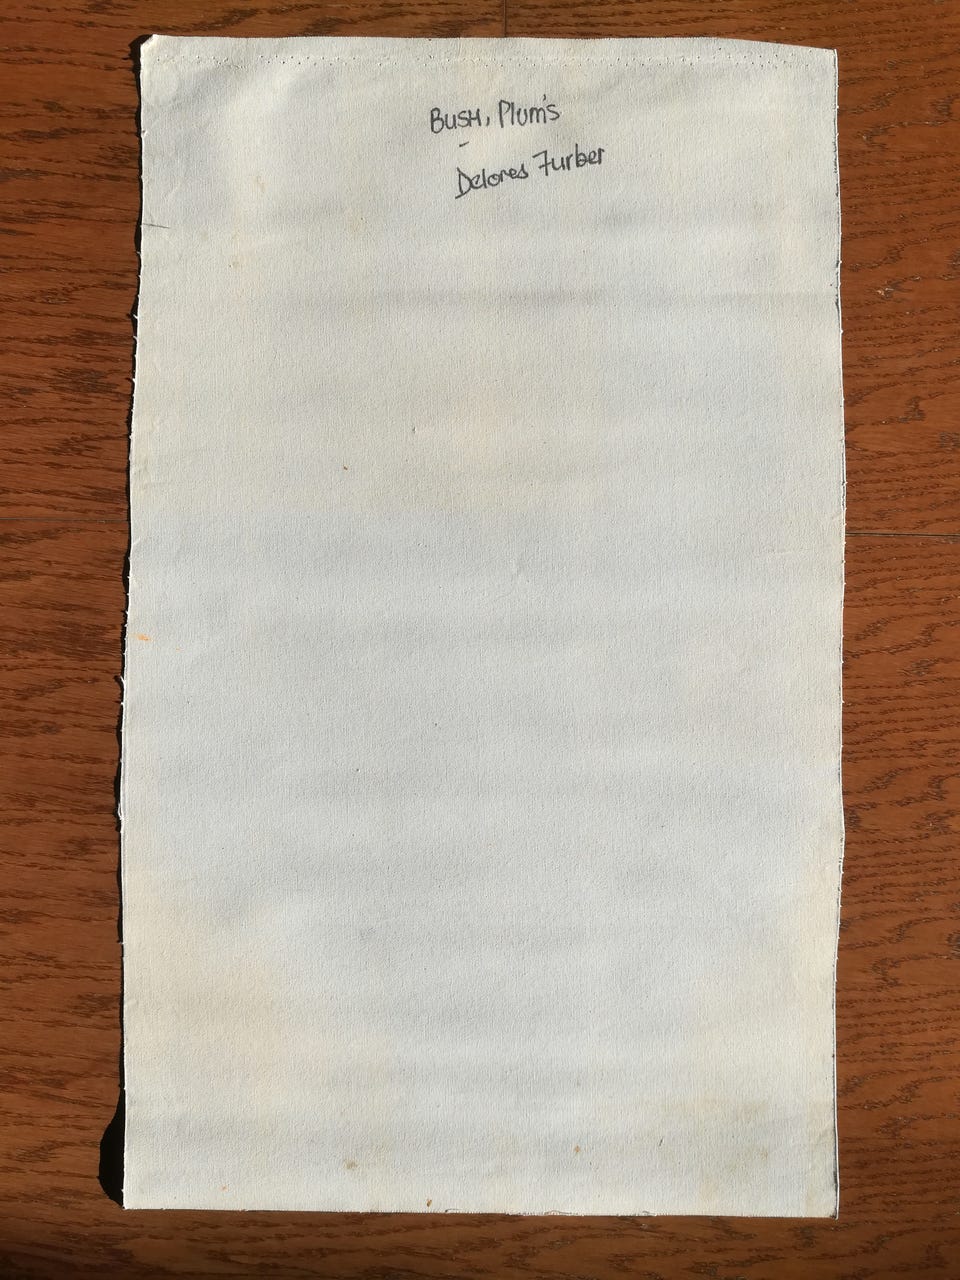 BUSH, Plum's
-
Delores Furber